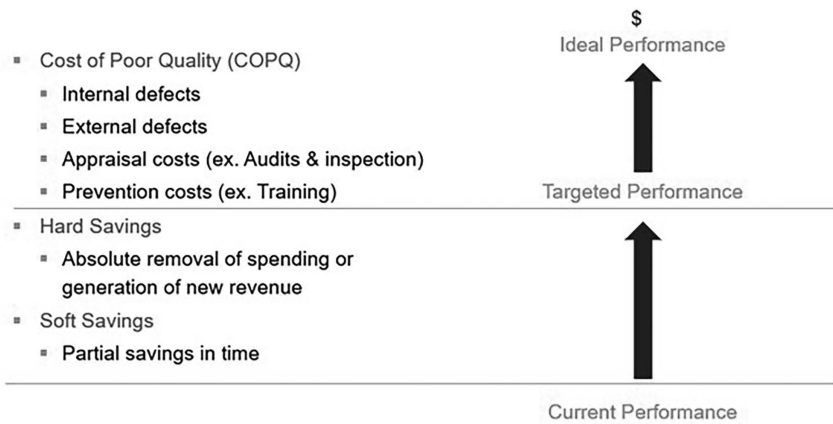 $
Ideal Performance
Cost of Poor Quality (COPQ)
Internal defects
External defects
Appraisal costs (ex. Audits & inspection)
Prevention costs (ex. Training)
Targeted Performance
Hard Savings
Absolute removal of spending or
generation of new revenue
Soft Savings
Partial savings in time
Current Performance